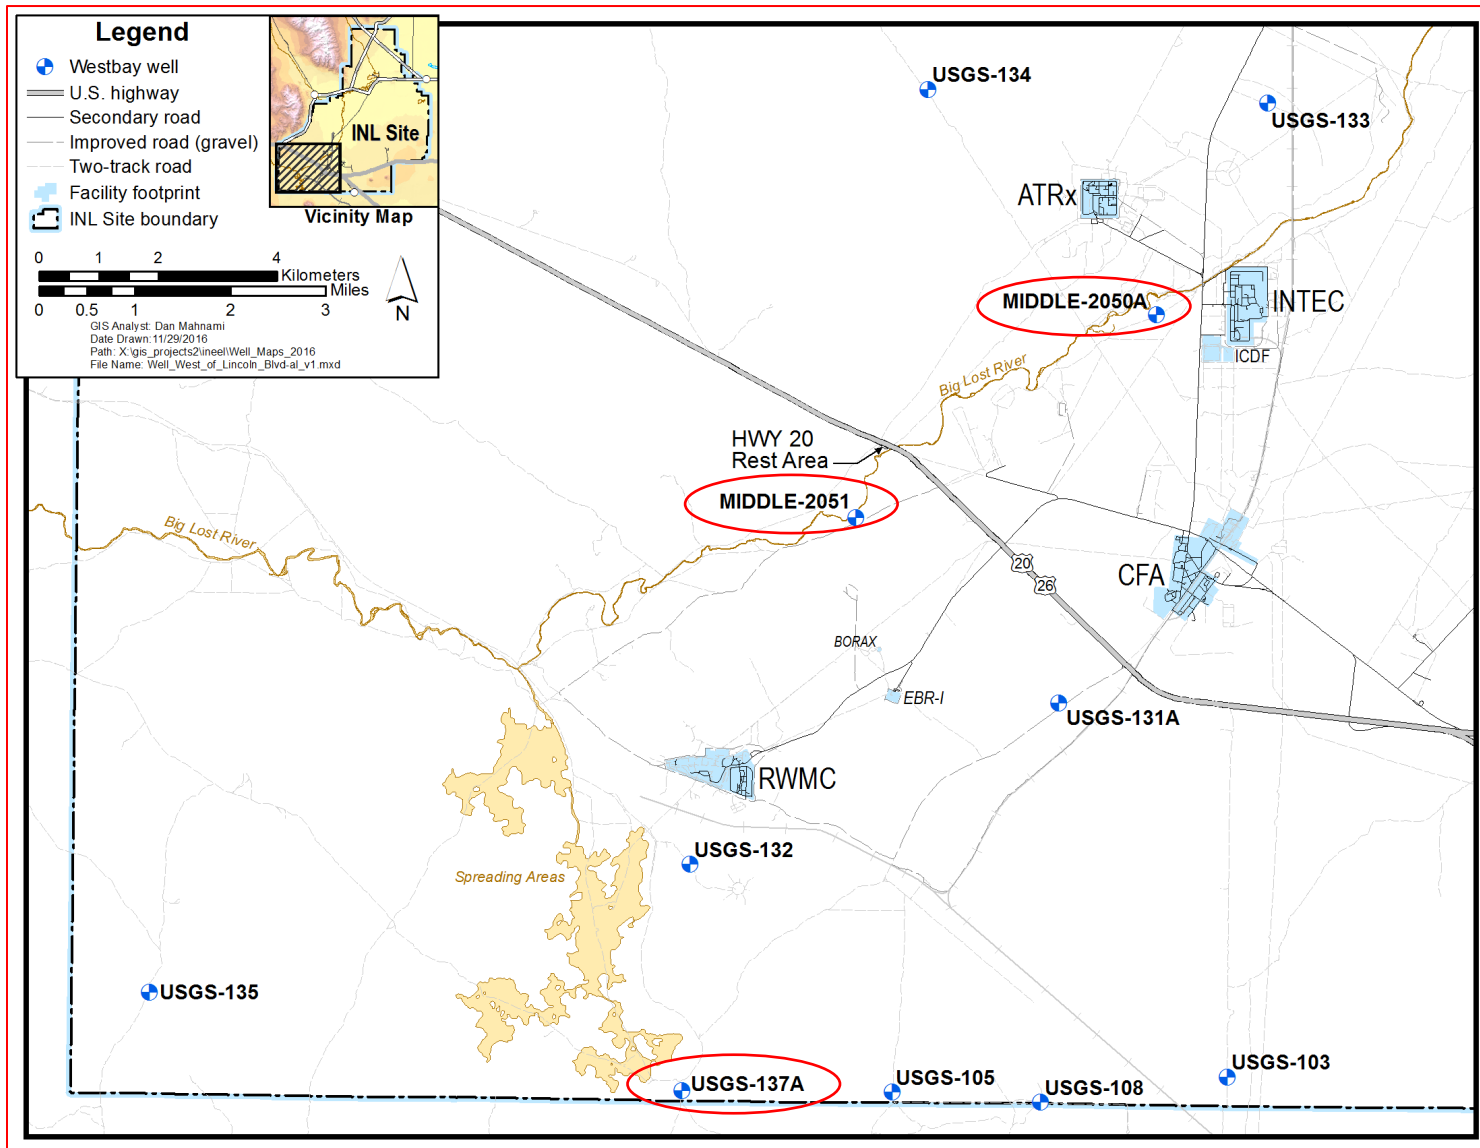 Legend
Westbay well
U.S. highway
Secondary road
Improved road (gravel)
Two-track road
Facility footprint
INL Site boundary
INL Site
Vicinity Map
0 1 2 4
Kilometers
Miles
0 0.5 1 2 3
N
GIS Analyst: Dan Mahnami
Date Drawn:11/29/2016
Path: X:\gis_projects2\ineel\Well_Maps_2016
File Name: Well_West_of_Lincoln_Blvd-al_v1.mxd
USGS-134
USGS-133
ATRx
MIDDLE-2050A
INTEC
ICDF
Big Lost River
HWY 20
Rest Area
MIDDLE-2051
Big Lost River
20
26
CFA
BORAX
EBR-I
USGS-131A
RWMC
USGS-132
Spreading Areas
USGS-135
USGS-137A
USGS-105
USGS-108
USGS-103